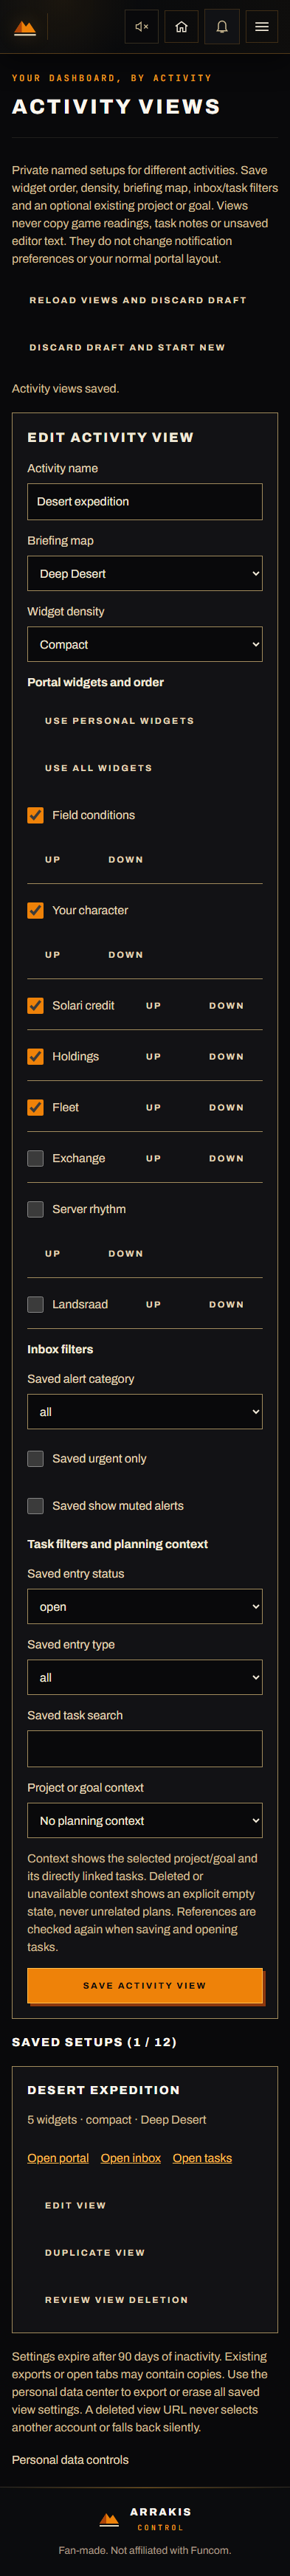 YOUR DASHBOARD, BY ACTIVITY
ACTIVITY VIEWS
Private named setups for different activities. Save
widget order, density, briefing map, inbox/task filters
and an optional existing project or goal. Views
never copy game readings, task notes or unsaved
editor text. They do not change notification
preferences or your normal portal layout.
RELOAD VIEWS AND DISCARD DRAFT
DISCARD DRAFT AND START NEW
Activity views saved.
EDIT ACTIVITY VIEW
Activity name
Desert expedition
Briefing map
Deep Desert
Widget density
Compact
Portal widgets and order
USE PERSONAL WIDGETS
USE ALL WIDGETS
Field conditions
UP DOWN
Your character
UP DOWN
Solari credit UP DOWN
Holdings UP DOWN
Fleet UP DOWN
Exchange UP DOWN
Server rhythm
UP DOWN
Landsraad UP DOWN
Inbox filters
Saved alert category
all
Saved urgent only
Saved show muted alerts
Task filters and planning context
Saved entry status
open
Saved entry type
all
Saved task search
Project or goal context
No planning context
Context shows the selected project/goal and
its directly linked tasks. Deleted or
unavailable context shows an explicit empty
state, never unrelated plans. References are
checked again when saving and opening
tasks.
SAVE ACTIVITY VIEW
SAVED SETUPS (1 / 12)
DESERT EXPEDITION
5 widgets · compact · Deep Desert
Open portal Open inbox Open tasks
EDIT VIEW
DUPLICATE VIEW
REVIEW VIEW DELETION
Settings expire after 90 days of inactivity. Existing
exports or open tabs may contain copies. Use the
personal data center to export or erase all saved
view settings. A deleted view URL never selects
another account or falls back silently.
Personal data controls
ARRAKIS
CONTROL
Fan-made. Not affiliated with Funcom.